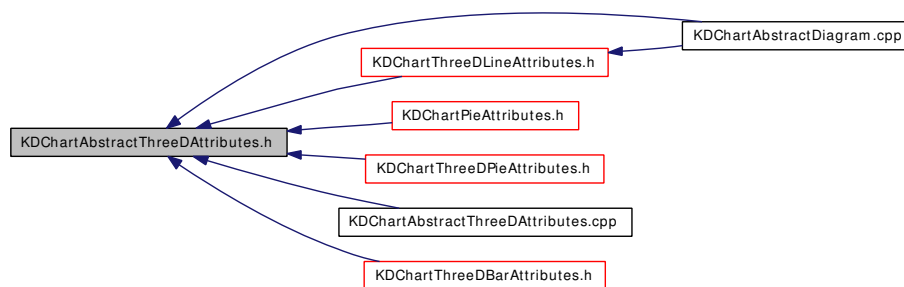 KDChartAbstractDiagram.cpp
KDChartThreeDLineAttributes.h
KDChartPieAttributes.h
KDChartAbstractThreeDAttributes.h
KDChartThreeDPieAttributes.h
KDChartAbstractThreeDAttributes.cpp
KDChartThreeDBarAttributes.h